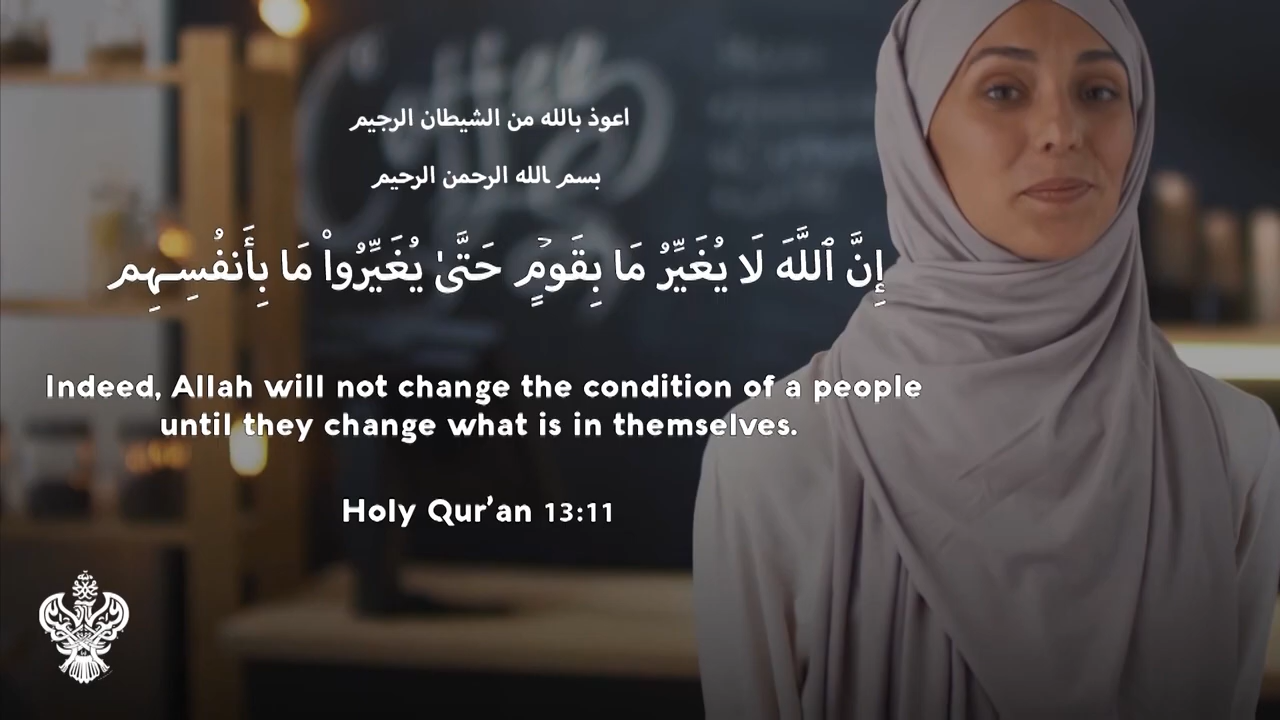 Coffee
اعوذ بالله من الشيطان الرجيم
بسم الله الرحمن الرحيم
إِنَّ ٱللَّهَ لَا يُغَيِّرُ مَا بِقَوۡمٍ حَتَّىٰ يُغَيِّرُواْ مَا بِأَنفُسِهِم
Indeed, Allah will not change the condition of a people
until they change what is in themselves.
Holy Qur'an 13:11